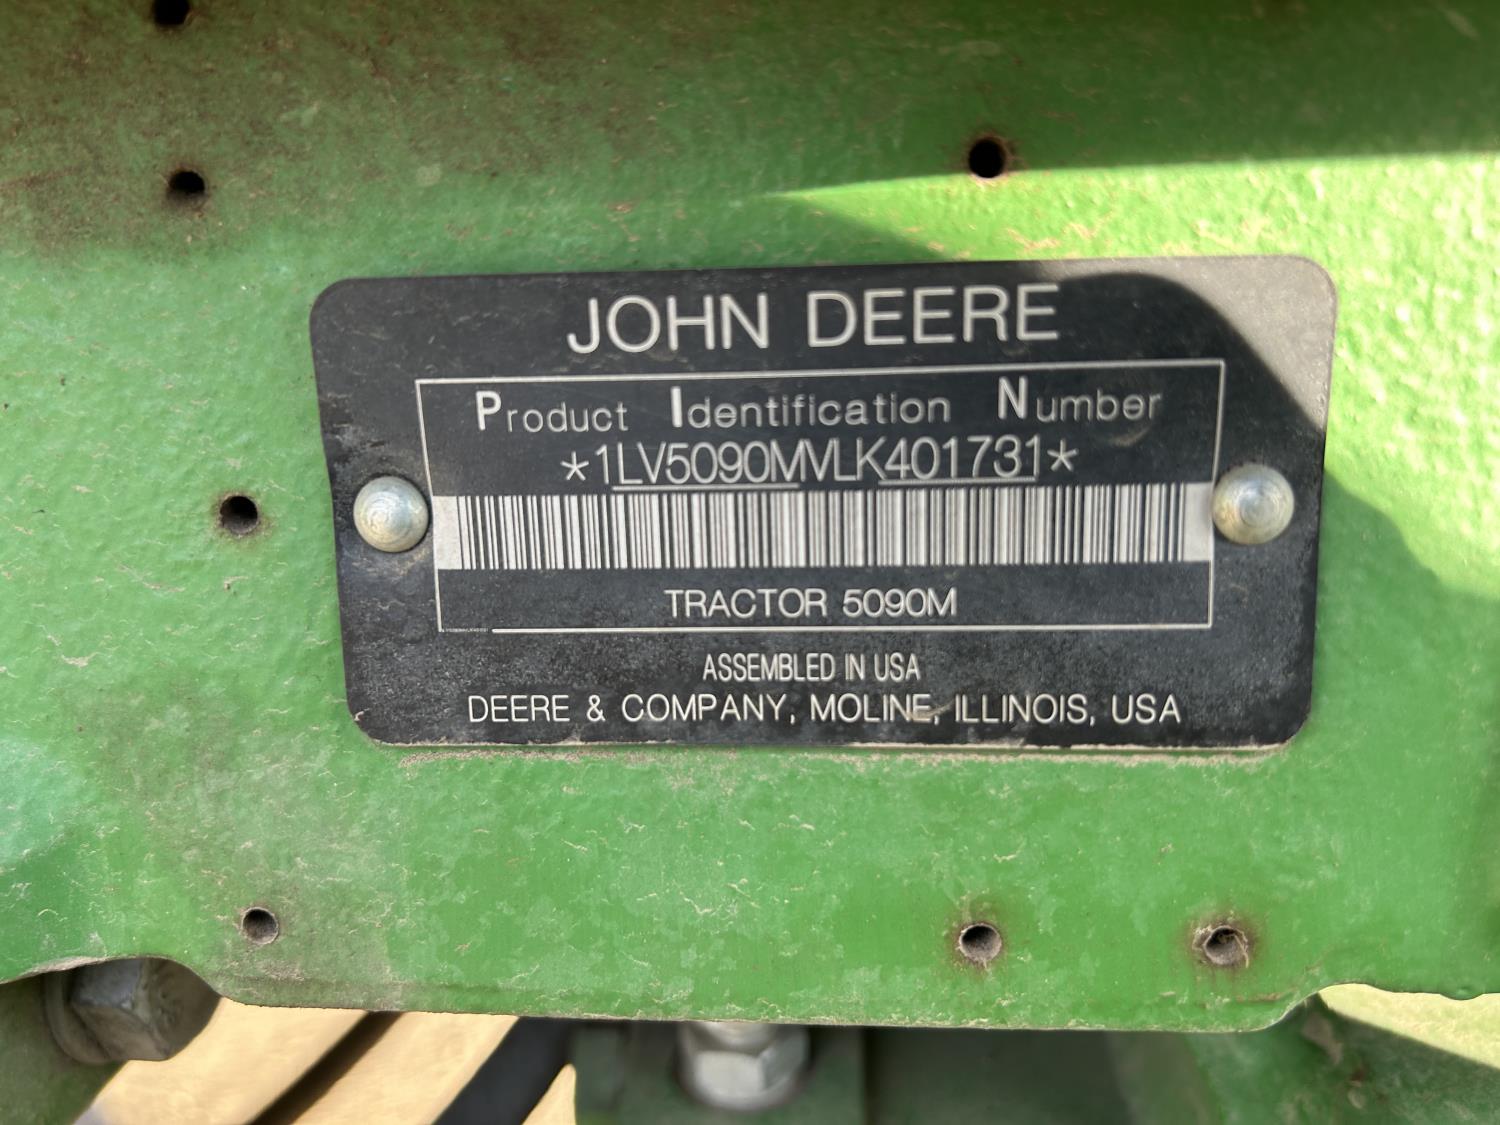 JOHN DEERE
Product Identification Number
*1LV5090MVLK401731*
TRACTOR 5090M
ASSEMBLED IN USA
DEERE & COMPANY, MOLINE, ILLINOIS, USA